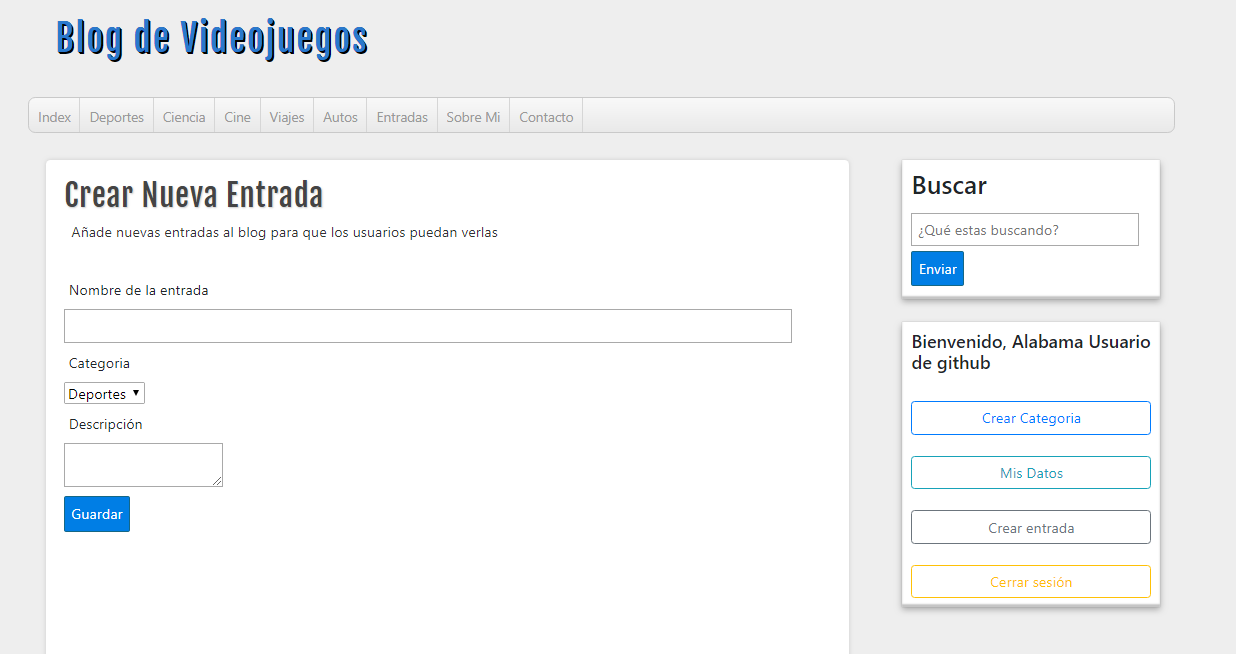 Blog de Videojuegos
Index Deportes Ciencia Cine Viajes Autos Entradas Sobre Mi Contacto
Crear Nueva Entrada
Añade nuevas entradas al blog para que los usuarios puedan verlas
Nombre de la entrada
Categoria
Deportes
Descripción
Guardar
Buscar
¿Qué estas buscando?
Enviar
Bienvenido, Alabama Usuario
de github
Crear Categoria
Mis Datos
Crear entrada
Cerrar sesión